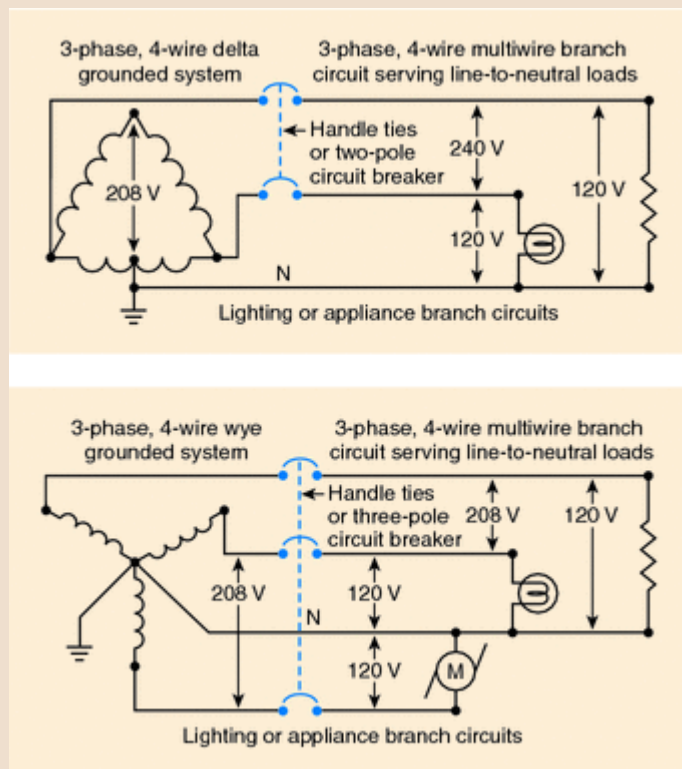 3-phase, 4-wire delta
grounded system
3-phase, 4-wire multiwire branch
circuit serving line-to-neutral loads
Handle ties
or two-pole
circuit breaker
208 V
240 V
120 V
120 V
N
Lighting or appliance branch circuits
3-phase, 4-wire wye
grounded system
3-phase, 4-wire multiwire branch
circuit serving line-to-neutral loads
Handle ties
or three-pole
circuit breaker
208 V
120 V
208 V
120 V
N
120 V
M
Lighting or appliance branch circuits